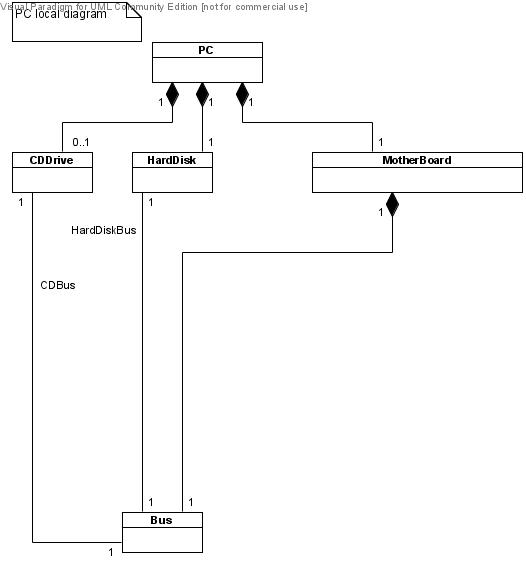 Visual Paradigm for UML Community Edition [not for commercial use]
PC local diagram
PC
1
1
1
0..1
1
1
CDDrive
HardDisk
MotherBoard
1
1
1
HardDiskBus
CDBus
1
1
Bus
1